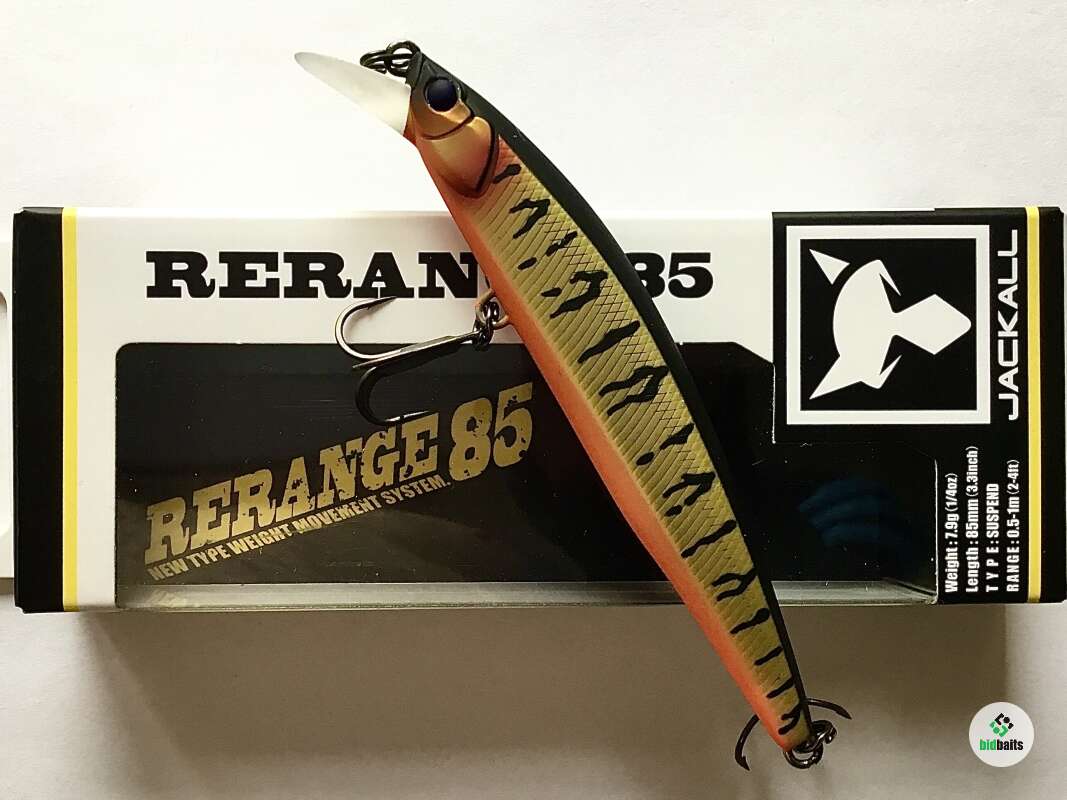 RERAN 85
JACKALL
RERANGE 85
NEW TYPE WEIGHT MOVEMENT SYSTEM.
Weight : 7.9g (1/4oz)
Length : 85mm (3.3inch)
TYPE : SUSPEND
RANGE : 0.5-1m (2-4ft)
bidbaits